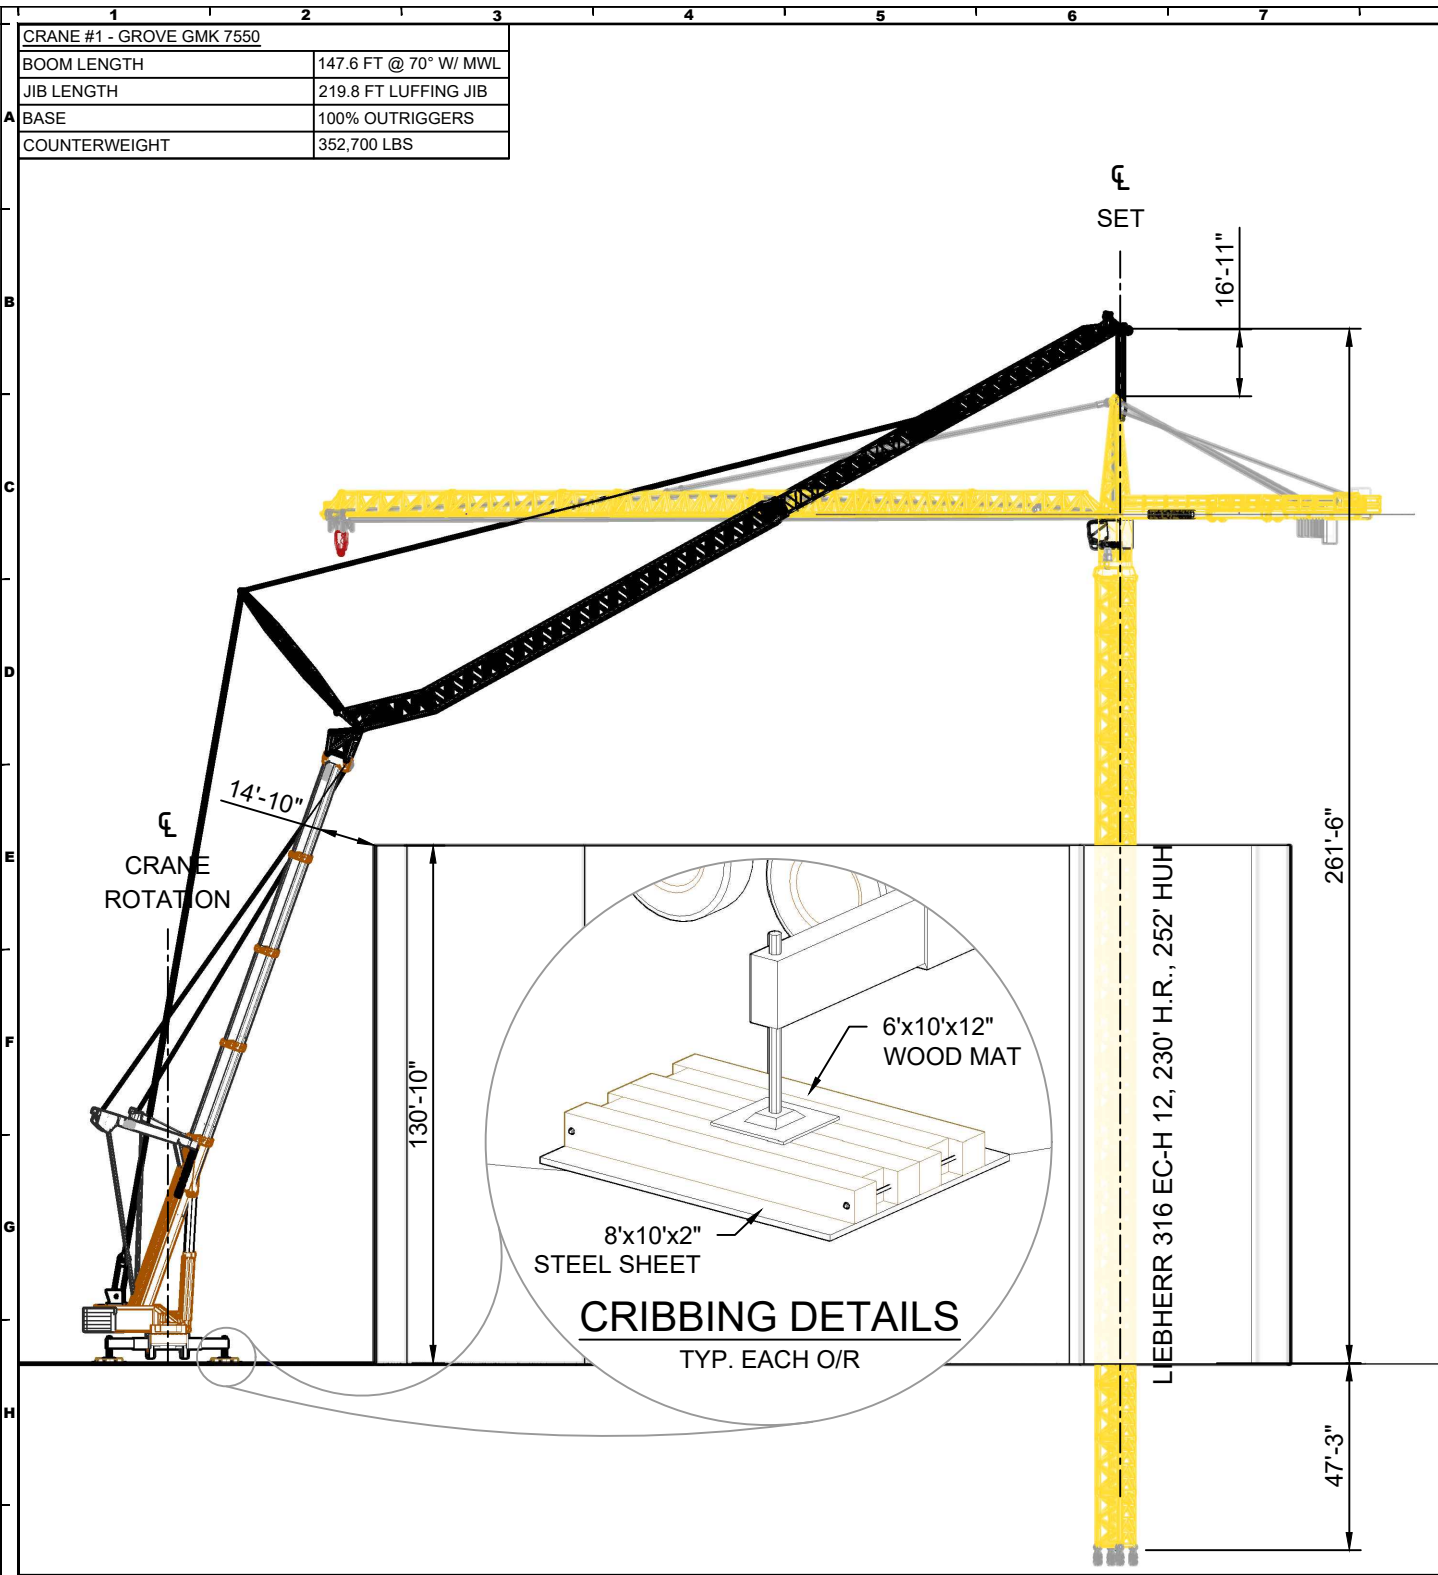 1 2 3 4 5 6 7
CRANE #1 - GROVE GMK 7550
BOOM LENGTH 147.6 FT @ 70° W/ MWL
JIB LENGTH 219.8 FT LUFFING JIB
BASE 100% OUTRIGGERS
COUNTERWEIGHT 352,700 LBS
A
B
C
D
E
F
G
H
℄
SET
16'-11"
14'-10"
℄
CRANE
ROTATION
261'-6"
130'-10"
6'x10'x12"
WOOD MAT
8'x10'x2"
STEEL SHEET
CRIBBING DETAILS
TYP. EACH O/R
LIEBHERR 316 EC-H 12, 230' H.R., 252' HUH
47'-3"